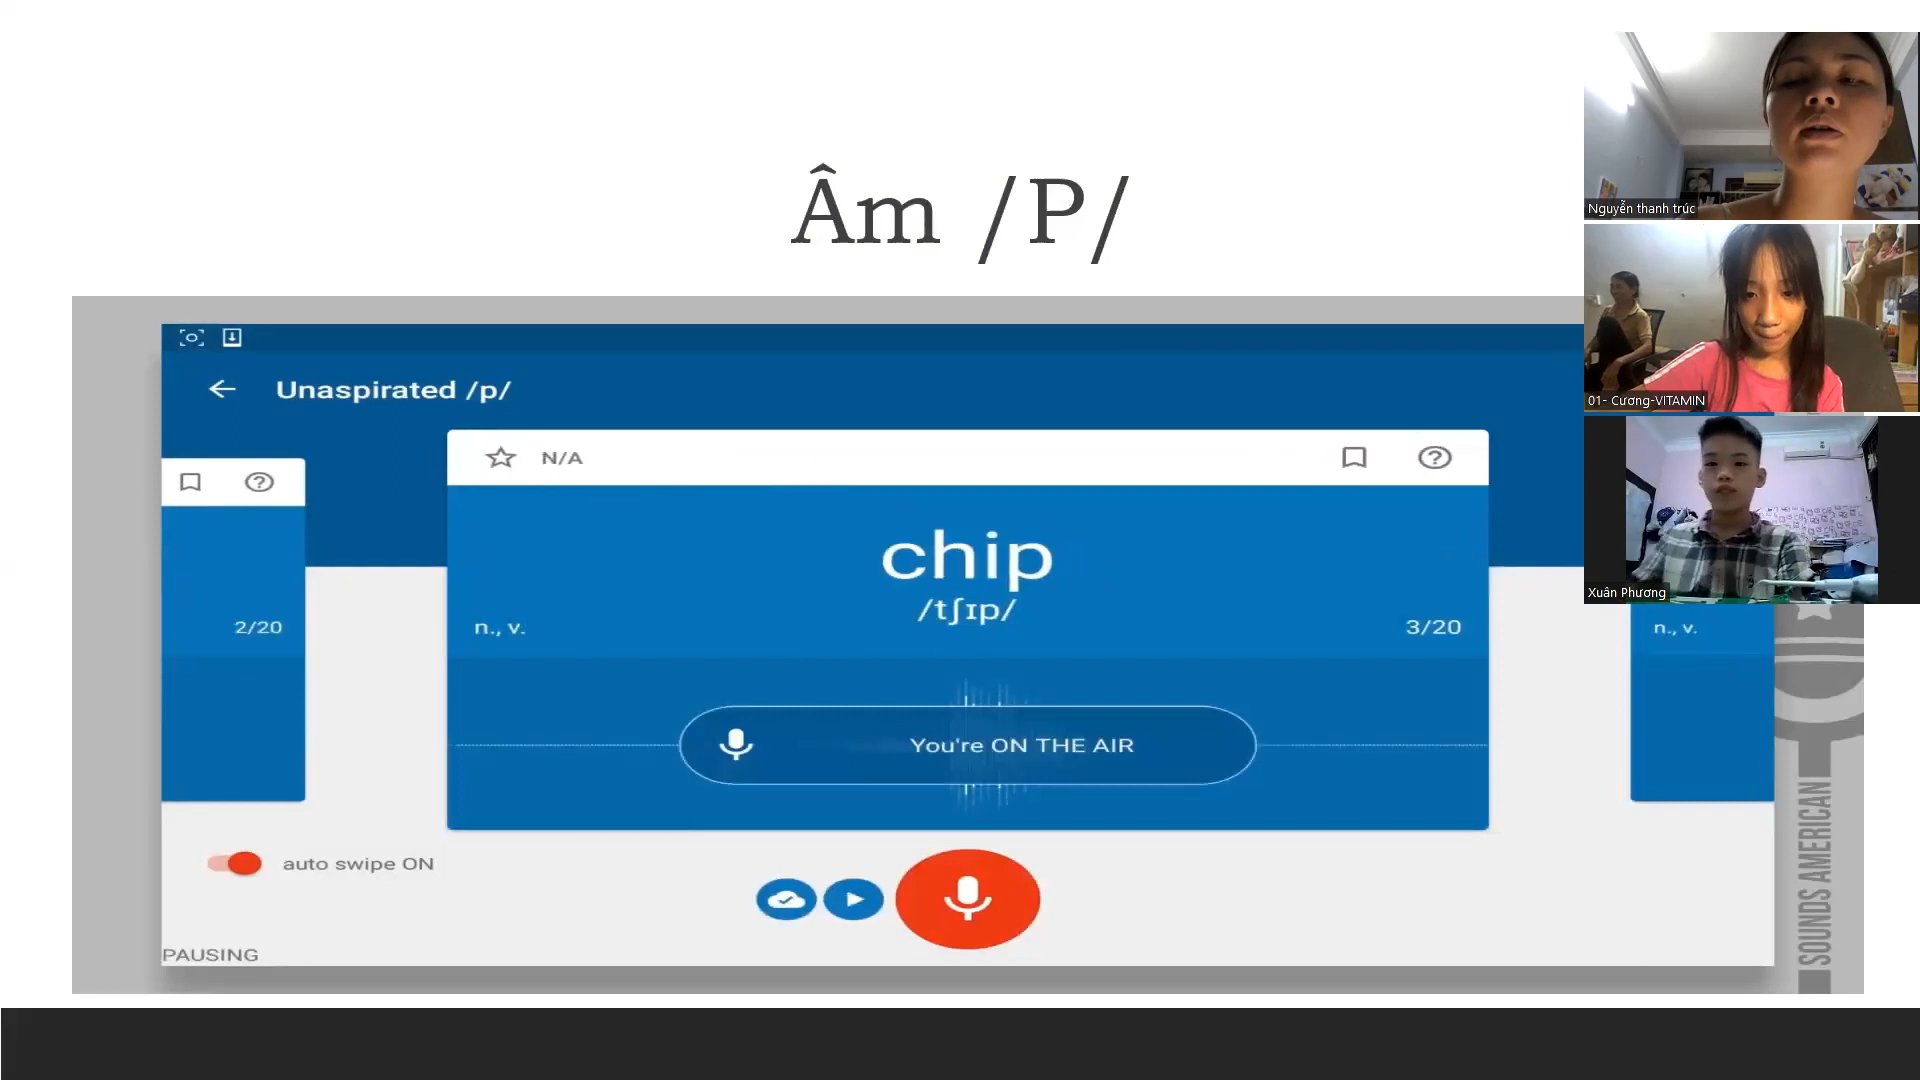 Âm /P/
Nguyễn thanh trúc
01- Cương-VITAMIN
Xuân Phương
Unaspirated /p/
N/A
chip
/tʃɪp/
n., v.
3/20
2/20
n., v.
You're ON THE AIR
auto swipe ON
PAUSING
SOUNDS AMERICAN